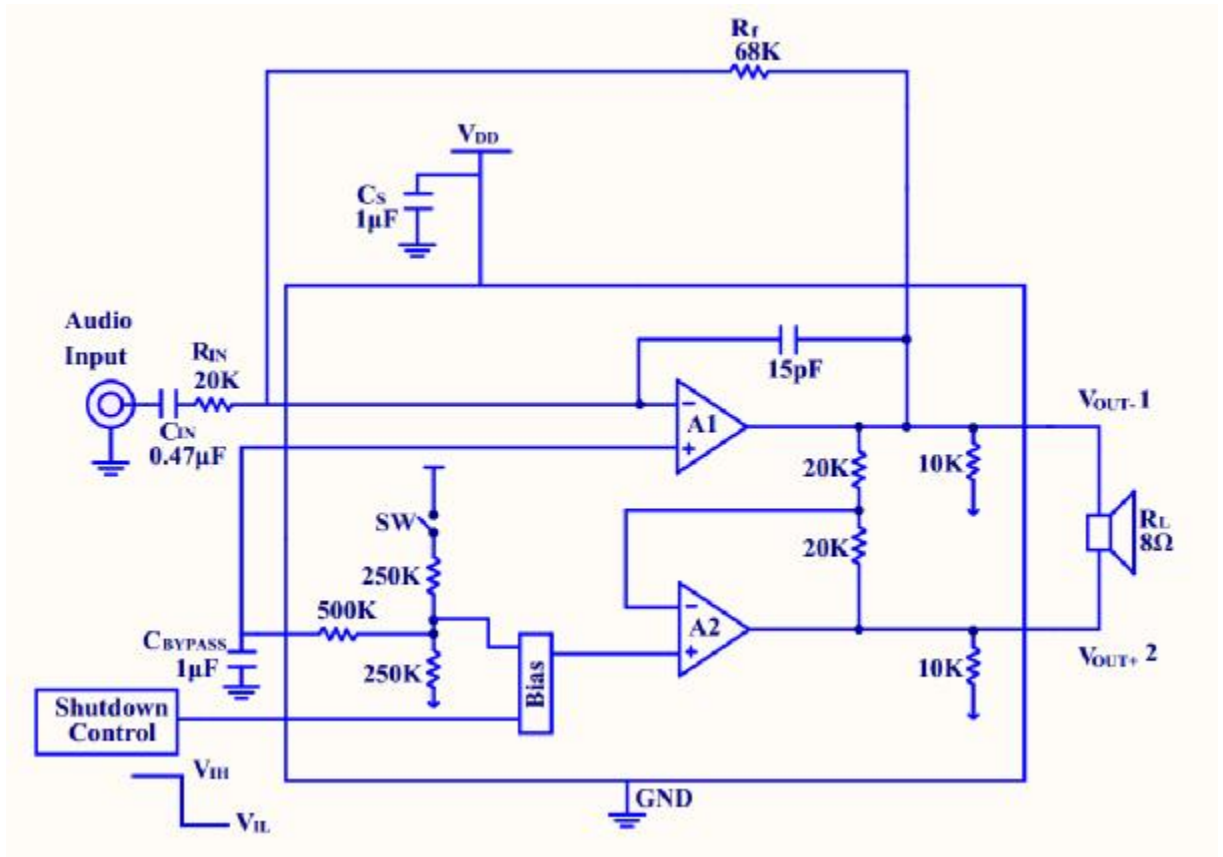 Rf
68K
VDD
CS
1μF
Audio
Input
RIN
20K
CIN
0.47μF
15pF
A1
−
+
VOUT- 1
20K
10K
SW
20K
RL
8Ω
250K
500K
CBYPASS
1μF
250K
Bias
A2
−
+
10K
VOUT+ 2
Shutdown
Control
VIH
VIL
GND